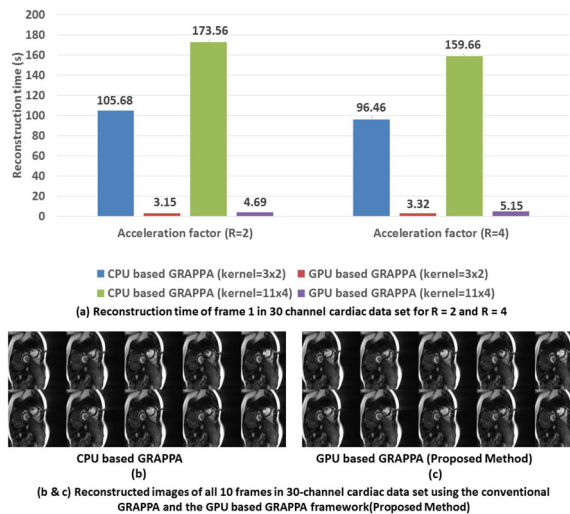 200
180
160
140
120
100
80
60
40
20
0
Reconstruction time (s)
105.68
3.15
173.56
4.69
96.46
3.32
159.66
5.15
Acceleration factor (R=2)
Acceleration factor (R=4)
CPU based GRAPPA (kernel=3x2)
GPU based GRAPPA (kernel=3x2)
CPU based GRAPPA (kernel=11x4)
GPU based GRAPPA (kernel=11x4)
(a) Reconstruction time of frame 1 in 30 channel cardiac data set for R = 2 and R = 4
CPU based GRAPPA
(b)
GPU based GRAPPA (Proposed Method)
(c)
(b & c) Reconstructed images of all 10 frames in 30-channel cardiac data set using the conventional
GRAPPA and the GPU based GRAPPA framework(Proposed Method)